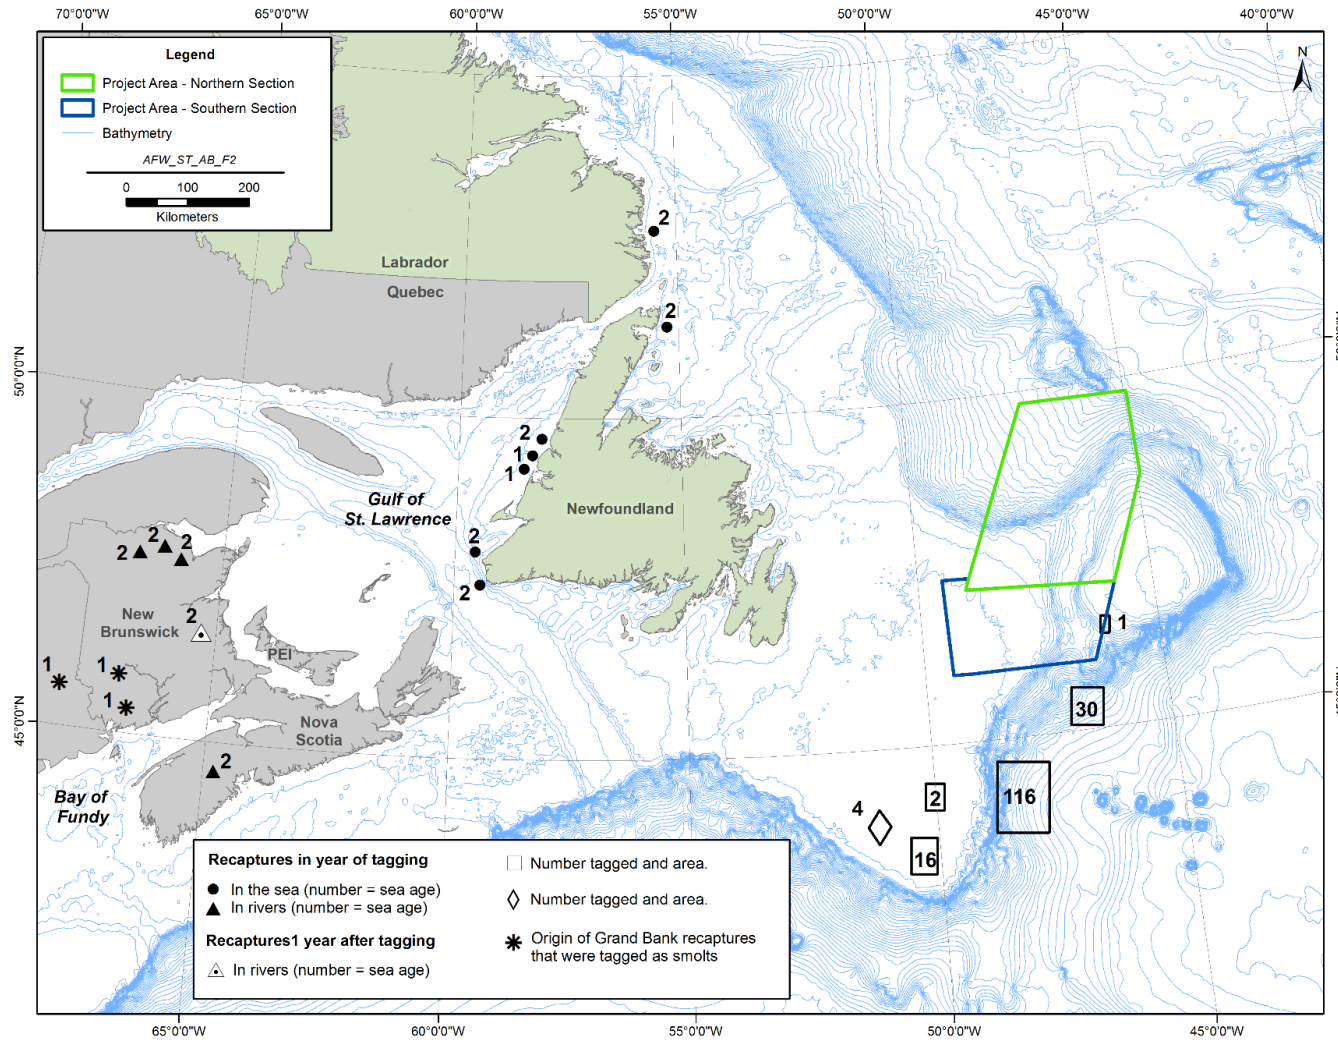 70°0'0"W 65°0'0"W 60°0'0"W 55°0'0"W 50°0'0"W 45°0'0"W 40°0'0"W
Legend
Project Area - Northern Section
Project Area - Southern Section
Bathymetry
AFW_ST_AB_F2
0 100 200
Kilometers
N
2
Labrador
Quebec
2
50°0'0"N
2
1
1
Gulf of
St. Lawrence
Newfoundland
2
2
2
2
2
2
New
Brunswick
PEI
1
1
1
1
30
45°0'0"N
Nova
Scotia
2
Bay of
Fundy
4
2
116
16
Recaptures in year of tagging
In the sea (number = sea age)
In rivers (number = sea age)
Recaptures1 year after tagging
In rivers (number = sea age)
Number tagged and area.
Number tagged and area.
Origin of Grand Bank recaptures
that were tagged as smolts
65°0'0"W 60°0'0"W 55°0'0"W 50°0'0"W 45°0'0"W